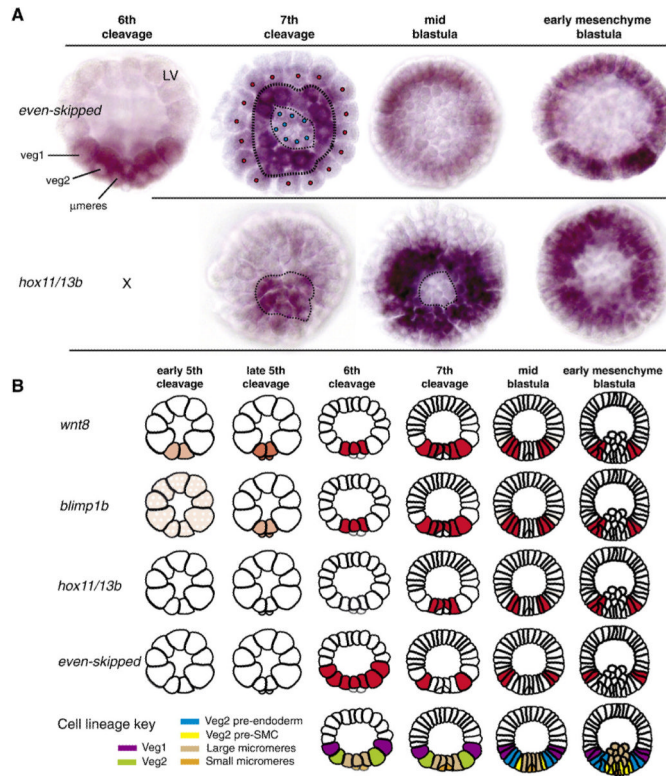 A
6th cleavage
7th cleavage
mid blastula
early mesenchyme blastula
LV
even-skipped
veg1
veg2
μmeres
hox11/13b
X
B
early 5th cleavage
late 5th cleavage
6th cleavage
7th cleavage
mid blastula
early mesenchyme blastula
wnt8
blimp1b
hox11/13b
even-skipped
Cell lineage key
Veg1
Veg2
Veg2 pre-endoderm
Veg2 pre-SMC
Large micromeres
Small micromeres